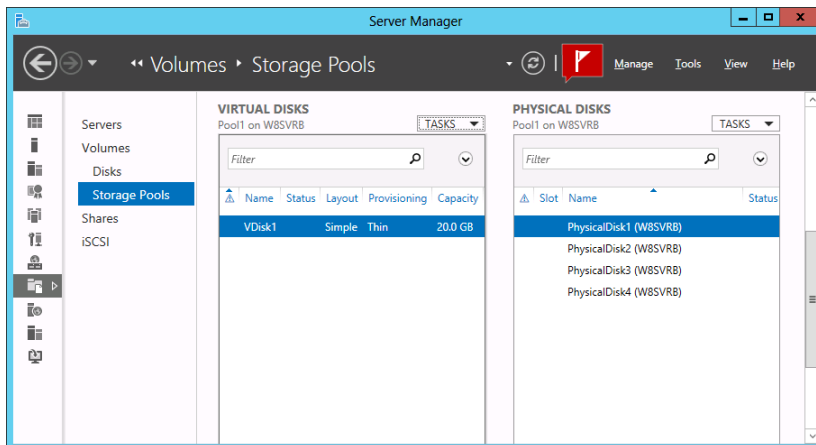 Server Manager
Volumes ▸ Storage Pools
Manage Tools View Help
Servers
Volumes
Disks
Storage Pools
Shares
iSCSI
VIRTUAL DISKS
Pool1 on W8SVRB
TASKS
Filter
Name Status Layout Provisioning Capacity
VDisk1 Simple Thin 20.0 GB
PHYSICAL DISKS
Pool1 on W8SVRB
TASKS
Filter
Slot Name Status
PhysicalDisk1 (W8SVRB)
PhysicalDisk2 (W8SVRB)
PhysicalDisk3 (W8SVRB)
PhysicalDisk4 (W8SVRB)